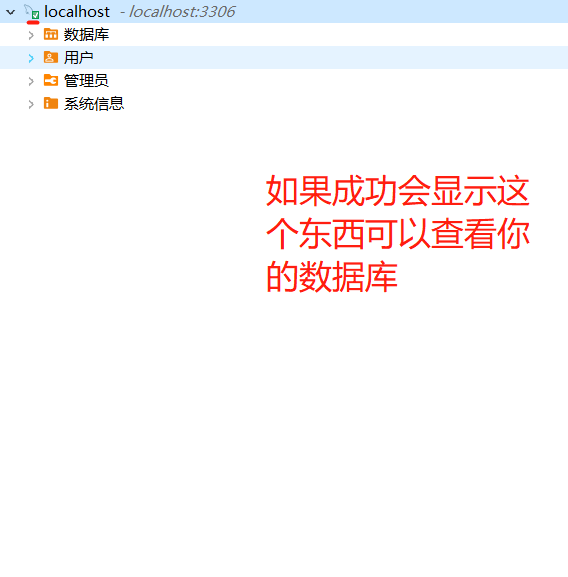 localhost - localhost:3306
数据库
用户
管理员
系统信息
如果成功会显示这
个东西可以查看你
的数据库